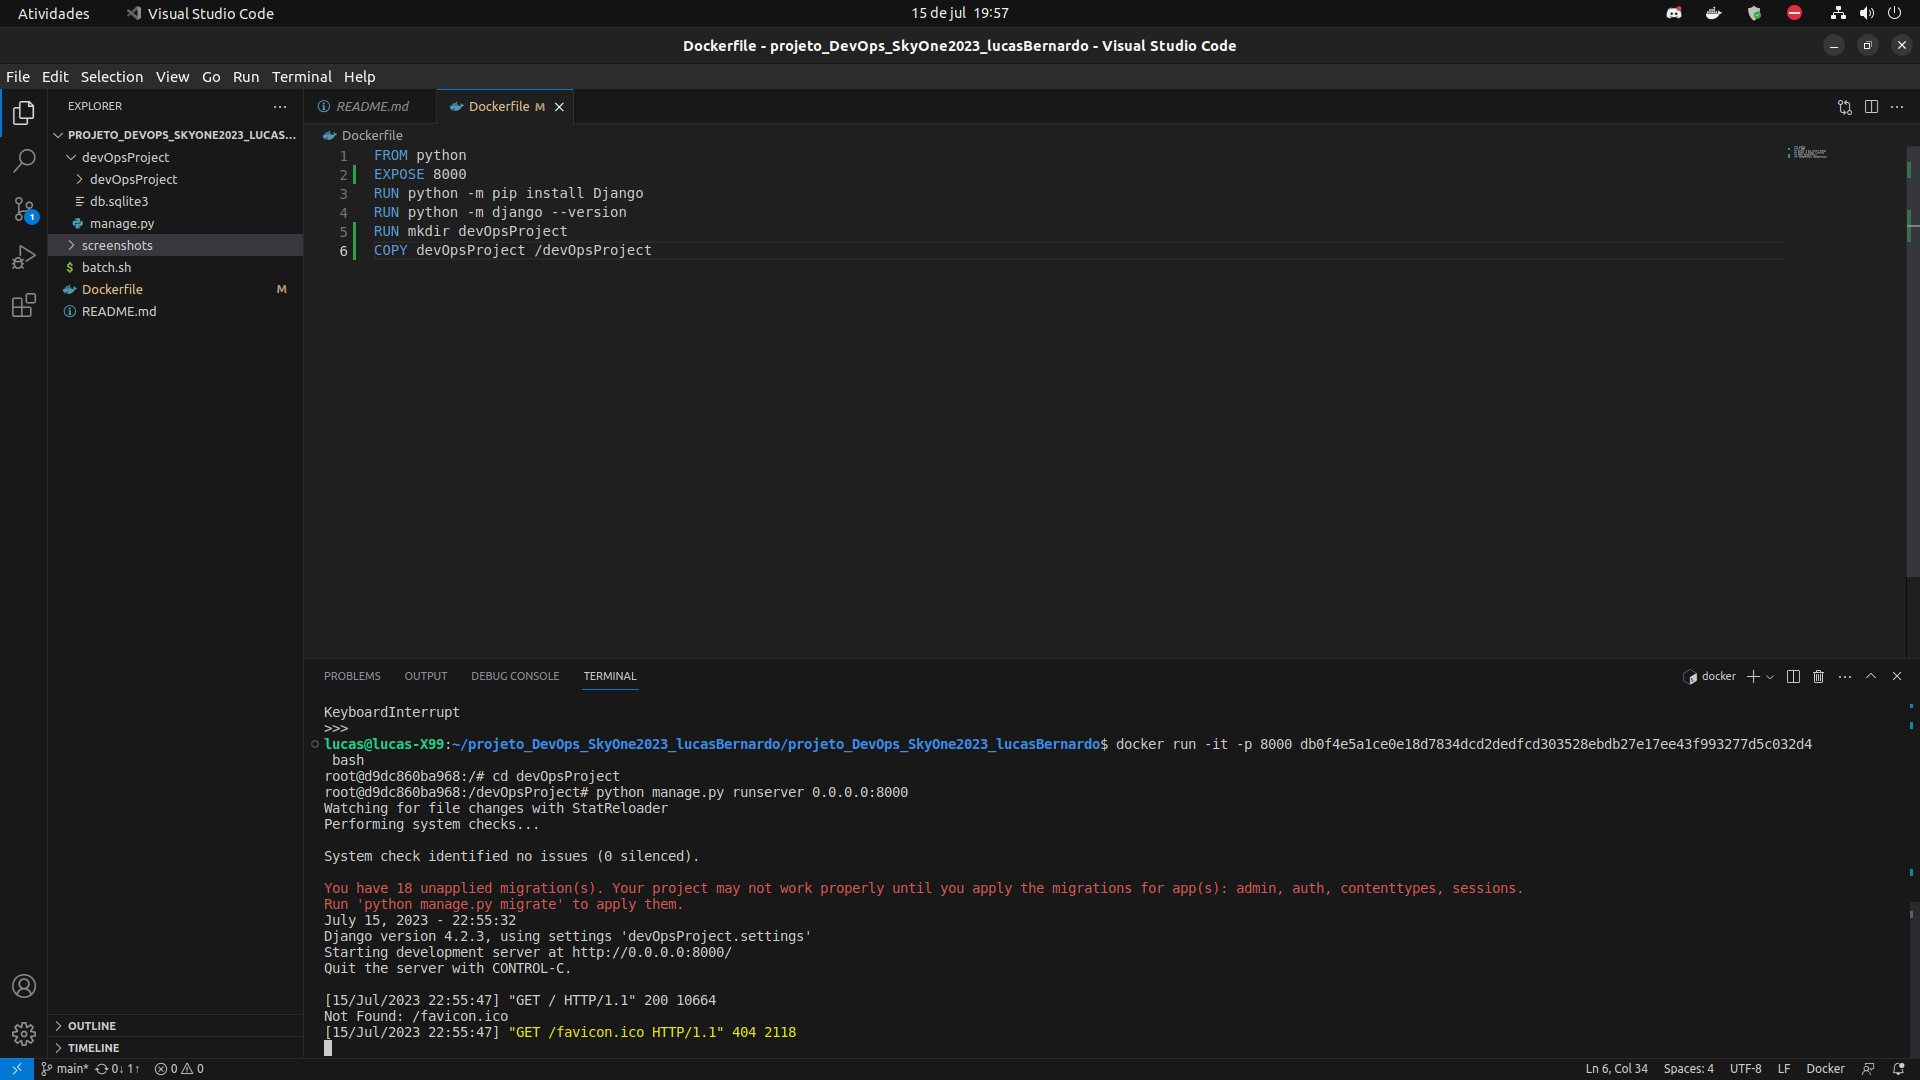 Atividades
Visual Studio Code
15 de jul 19:57
Dockerfile - projeto_DevOps_SkyOne2023_lucasBernardo - Visual Studio Code
File Edit Selection View Go Run Terminal Help
EXPLORER
PROJETO_DEVOPS_SKYONE2023_LUCAS...
devOpsProject
devOpsProject
db.sqlite3
manage.py
screenshots
$ batch.sh
Dockerfile M
README.md
OUTLINE
TIMELINE
1
README.md
Dockerfile M
Dockerfile
1 FROM python
2 EXPOSE 8000
3 RUN python -m pip install Django
4 RUN python -m django --version
5 RUN mkdir devOpsProject
6 COPY devOpsProject /devOpsProject
PROBLEMS OUTPUT DEBUG CONSOLE TERMINAL
docker
KeyboardInterrupt
>>>
lucas@lucas-X99:~/projeto_DevOps_SkyOne2023_lucasBernardo/projeto_DevOps_SkyOne2023_lucasBernardo$ docker run -it -p 8000 db0f4e5a1ce0e18d7834dcd2dedfcd303528ebdb27e17ee43f993277d5c032d4
bash
root@d9dc860ba968:/# cd devOpsProject
root@d9dc860ba968:/devOpsProject# python manage.py runserver 0.0.0.0:8000
Watching for file changes with StatReloader
Performing system checks...
System check identified no issues (0 silenced).
You have 18 unapplied migration(s). Your project may not work properly until you apply the migrations for app(s): admin, auth, contenttypes, sessions.
Run 'python manage.py migrate' to apply them.
July 15, 2023 - 22:55:32
Django version 4.2.3, using settings 'devOpsProject.settings'
Starting development server at http://0.0.0.0:8000/
Quit the server with CONTROL-C.
[15/Jul/2023 22:55:47] "GET / HTTP/1.1" 200 10664
Not Found: /favicon.ico
[15/Jul/2023 22:55:47] "GET /favicon.ico HTTP/1.1" 404 2118
main* 0↓ 1↑ 0 0
Ln 6, Col 34 Spaces: 4 UTF-8 LF Docker